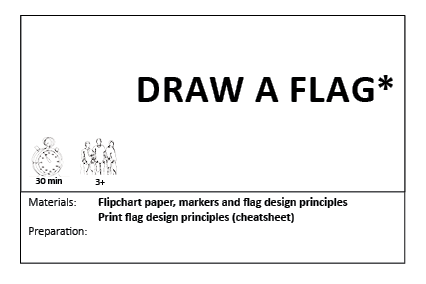 DRAW A FLAG*
30 min 3+
Materials: Flipchart paper, markers and flag design principles
Print flag design principles (cheatsheet)
Preparation: